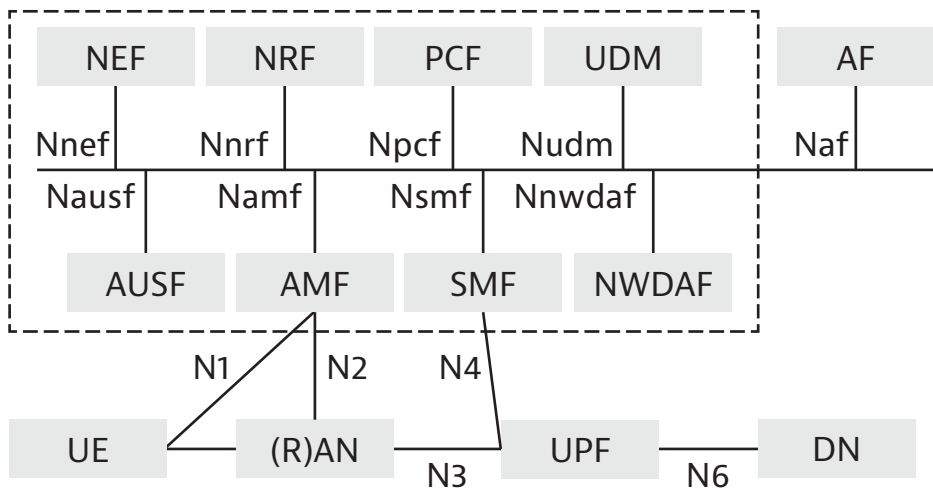 NEF NRF PCF UDM AF
Nnef Nnrf Npcf Nudm Naf
Nausf Namf Nsmf Nnwdaf
AUSF AMF SMF NWDAF
N1 N2 N4
UE (R)AN UPF DN
N3 N6